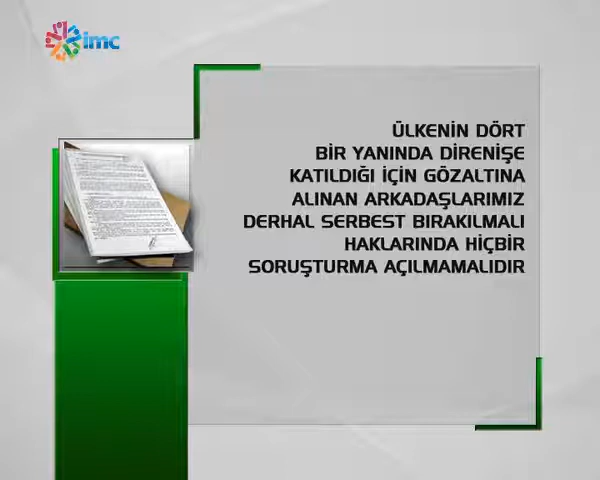 imc
ÜLKENİN DÖRT
BİR YANINDA DİRENİŞE
KATILDIĞI İÇİN GÖZALTINA
ALINAN ARKADAŞLARIMIZ
DERHAL SERBEST BIRAKILMALI
HAKLARINDA HİÇBİR
SORUŞTURMA AÇILMAMALIDIR